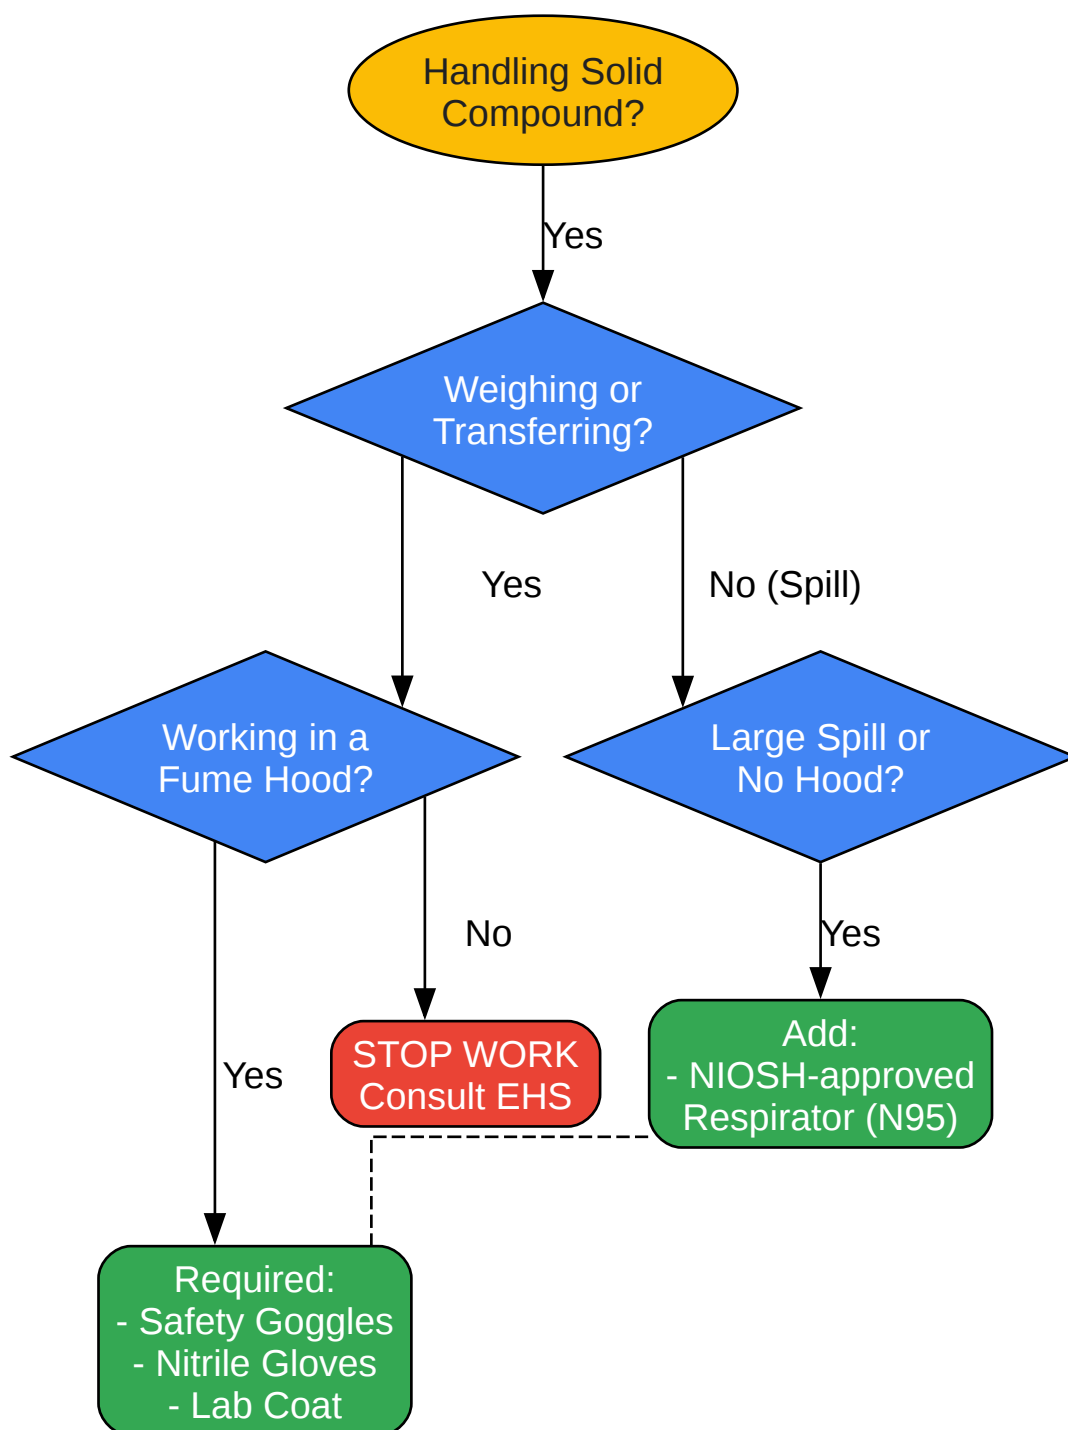 Handling Solid
Compound?
Yes
Weighing or
Transferring?
Yes
No (Spill)
Working in a
Fume Hood?
Large Spill or
No Hood?
No
Yes
STOP WORK
Consult EHS
Add:
- NIOSH-approved
Respirator (N95)
Yes
Required:
- Safety Goggles
- Nitrile Gloves
- Lab Coat